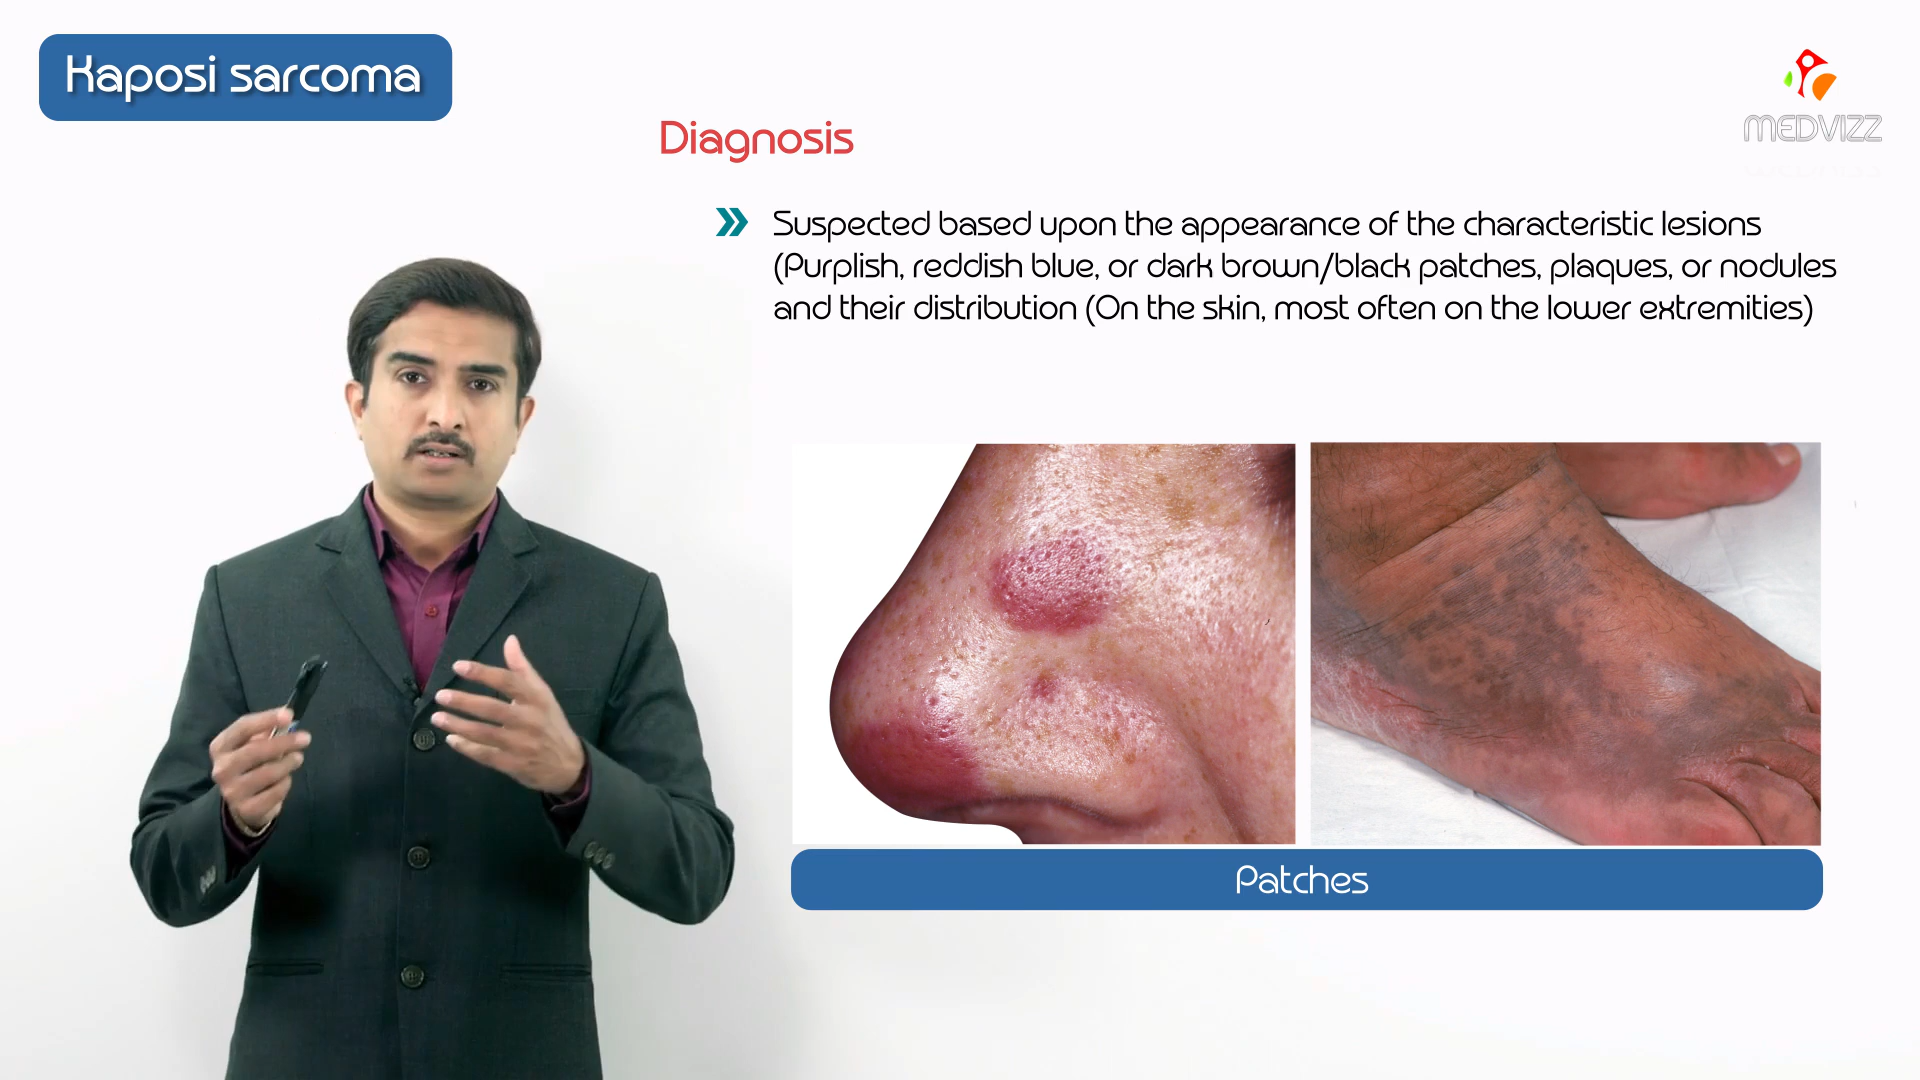 Kaposi sarcoma
MEDVIZZ
Diagnosis
Suspected based upon the appearance of the characteristic lesions
(Purplish, reddish blue, or dark brown/black patches, plaques, or nodules
and their distribution (On the skin, most often on the lower extremities)
Patches